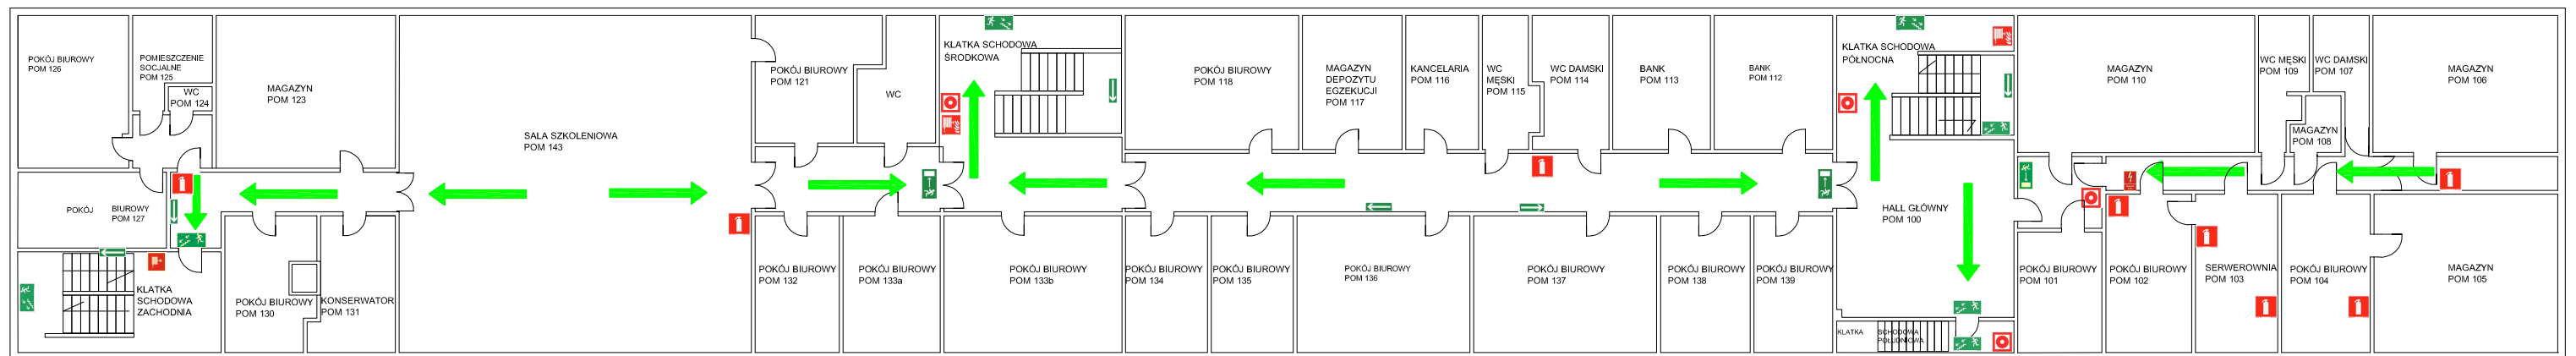 POKÓJ BIUROWY
POM 126
POMIESZCZENIE
SOCJALNE
POM 125
WC
POM 124
MAGAZYN
POM 123
SALA SZKOLENIOWA
POM 143
POKÓJ BIUROWY
POM 121
WC
KLATKA SCHODOWA
ŚRODKOWA
POKÓJ BIUROWY
POM 118
MAGAZYN
DEPOZYTU
EGZEKUCJI
POM 117
KANCELARIA
POM 116
WC
MĘSKI
POM 115
WC DAMSKI
POM 114
BANK
POM 113
BANK
POM 112
KLATKA SCHODOWA
PÓŁNOCNA
MAGAZYN
POM 110
WC MĘSKI
POM 109
WC DAMSKI
POM 107
MAGAZYN
POM 108
MAGAZYN
POM 106
POKÓJ BIUROWY
POM 127
KLATKA
SCHODOWA
ZACHODNIA
POKÓJ BIUROWY
POM 130
KONSERWATOR
POM 131
POKÓJ BIUROWY
POM 132
POKÓJ BIUROWY
POM 133a
POKÓJ BIUROWY
POM 133b
POKÓJ BIUROWY
POM 134
POKÓJ BIUROWY
POM 135
POKÓJ BIUROWY
POM 136
POKÓJ BIUROWY
POM 137
POKÓJ BIUROWY
POM 138
POKÓJ BIUROWY
POM 139
HALL GŁÓWNY
POM 100
KLATKA SCHODOWA
POŁUDNIOWA
POKÓJ BIUROWY
POM 101
POKÓJ BIUROWY
POM 102
SERWEROWNIA
POM 103
POKÓJ BIUROWY
POM 104
MAGAZYN
POM 105